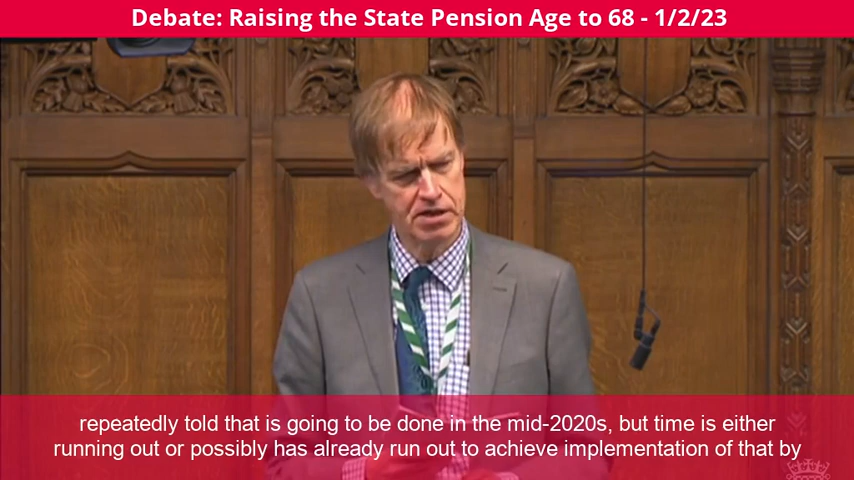 Debate: Raising the State Pension Age to 68 - 1/2/23
repeatedly told that is going to be done in the mid-2020s, but time is either
running out or possibly has already run out to achieve implementation of that by